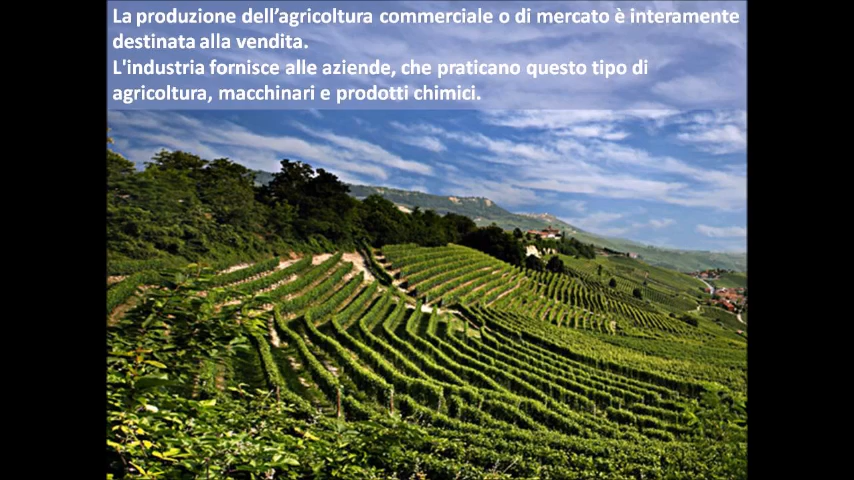 La produzione dell’agricoltura commerciale o di mercato è interamente
destinata alla vendita.
L'industria fornisce alle aziende, che praticano questo tipo di
agricoltura, macchinari e prodotti chimici.